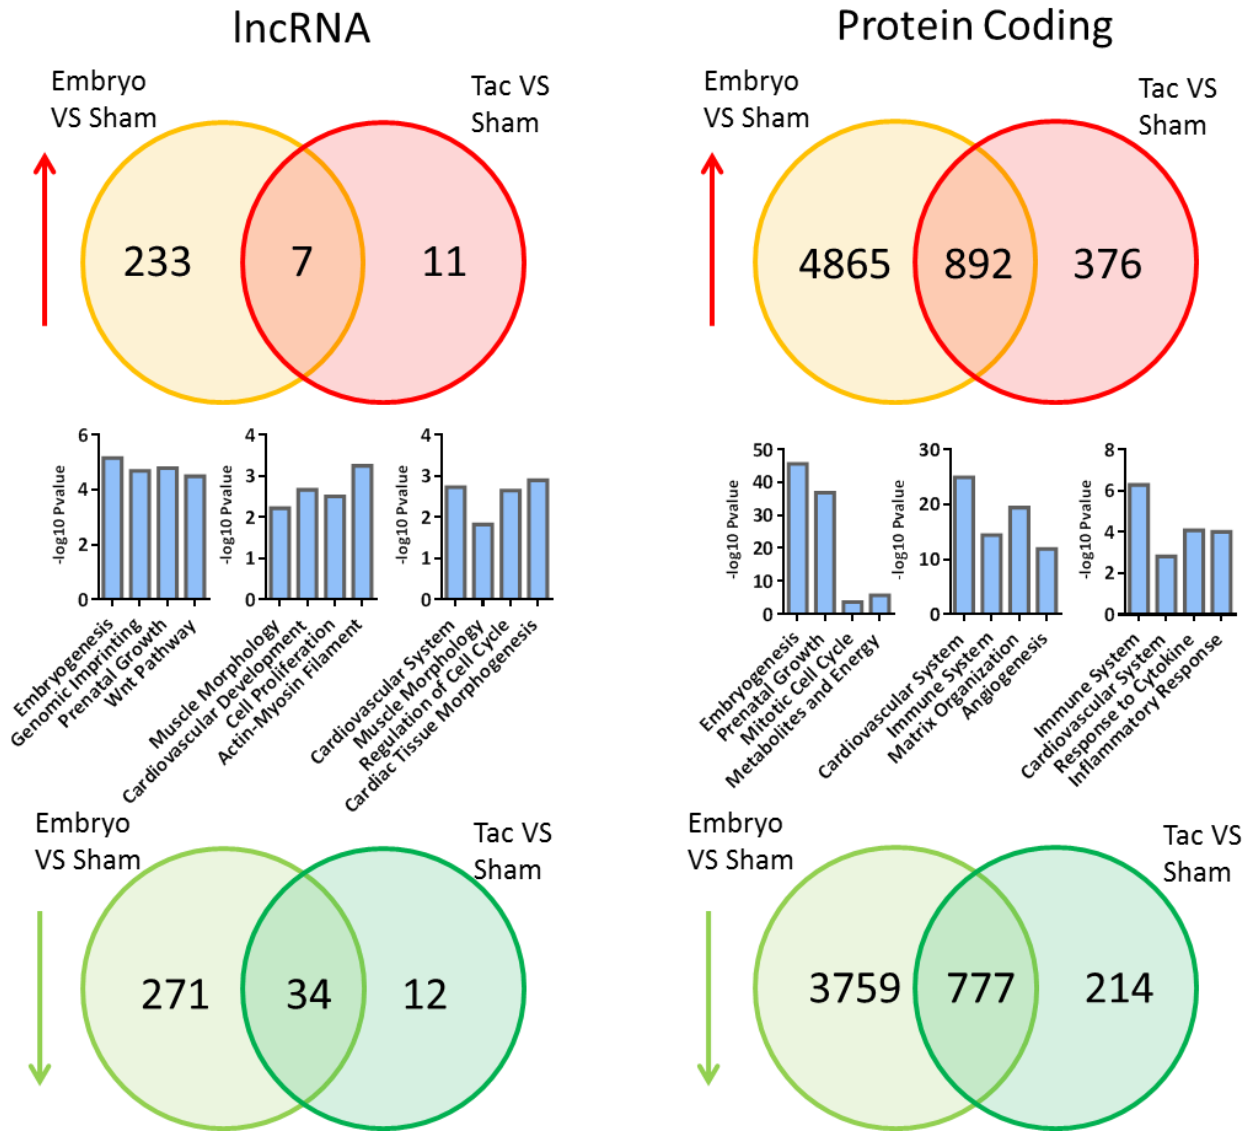 lncRNA
Protein Coding
Embryo
VS Sham
Tac VS
Sham
233
7
11
Embryo
VS Sham
Tac VS
Sham
4865
892
376
-log10 Pvalue
6
4
2
0
Embryogenesis
Genomic Imprinting
Prenatal Growth
Wnt Pathway
-log10 Pvalue
4
3
2
1
0
Muscle Morphology
Cardiovascular Development
Cell Proliferation
Actin-Myosin Filament
4
3
2
1
0
-log10 Pvalue
Cardiovascular System
Muscle Morphology
Regulation of Cell Cycle
Cardiac Tissue Morphogenesis
-log10 Pvalue
50
40
30
20
10
0
Embryogenesis
Prenatal Growth
Mitotic Cell Cycle
Metabolites and Energy
-log10 Pvalue
30
20
10
0
Cardiovascular System
Immune System
Matrix Organization
Angiogenesis
-log10 Pvalue
8
6
4
2
0
Immune System
Cardiovascular System
Response to Cytokine
Inflammatory Response
Embryo
VS Sham
Tac VS
Sham
271
34
12
Embryo
VS Sham
Tac VS
Sham
3759
777
214